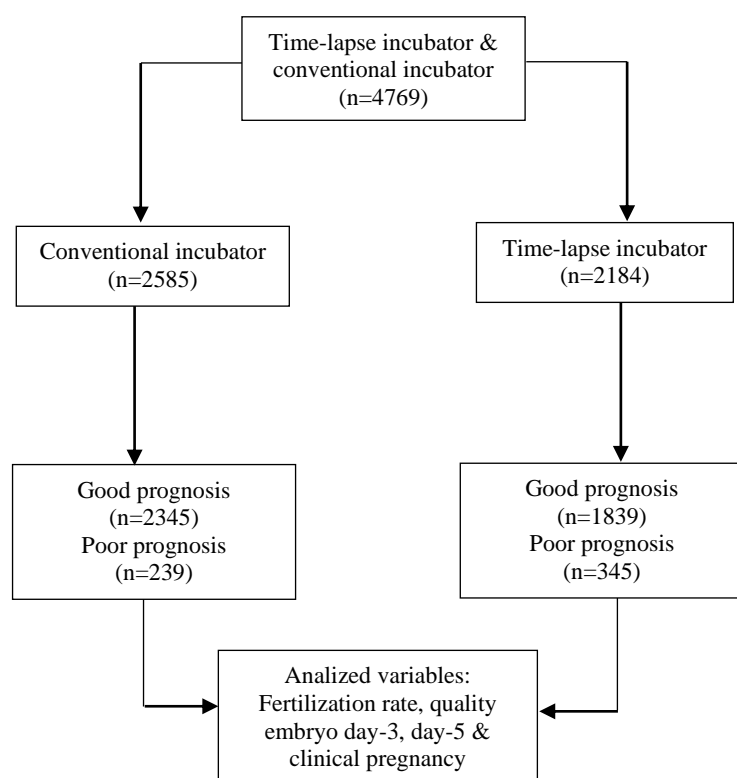 Time-lapse incubator &
conventional incubator
(n=4769)
Conventional incubator
(n=2585)
Time-lapse incubator
(n=2184)
Good prognosis
(n=2345)
Poor prognosis
(n=239)
Good prognosis
(n=1839)
Poor prognosis
(n=345)
Analized variables:
Fertilization rate, quality
embryo day-3, day-5 &
clinical pregnancy